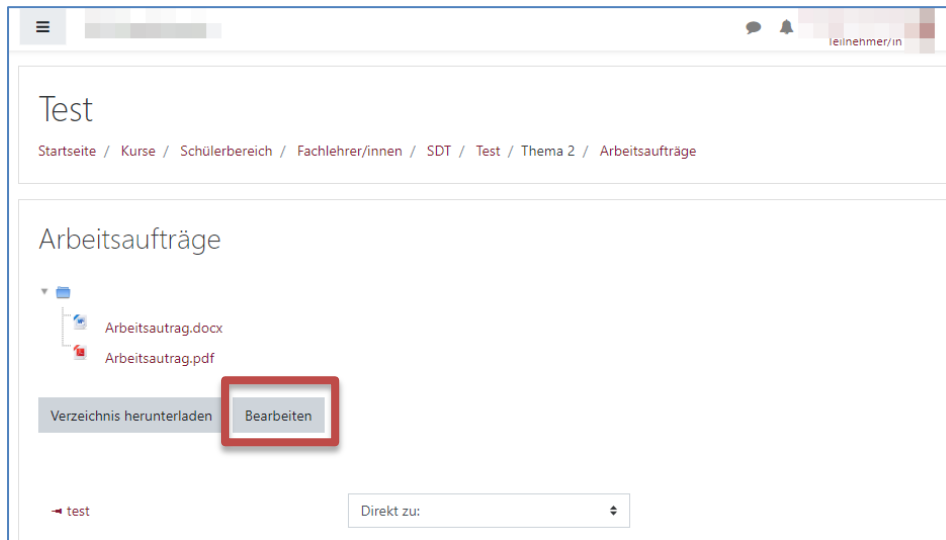 Teilnehmer/in
Test
Startseite / Kurse / Schülerbereich / Fachlehrer/innen / SDT / Test / Thema 2 / Arbeitsaufträge
Arbeitsaufträge
Arbeitsautrag.docx
Arbeitsautrag.pdf
Verzeichnis herunterladen Bearbeiten
test Direkt zu: